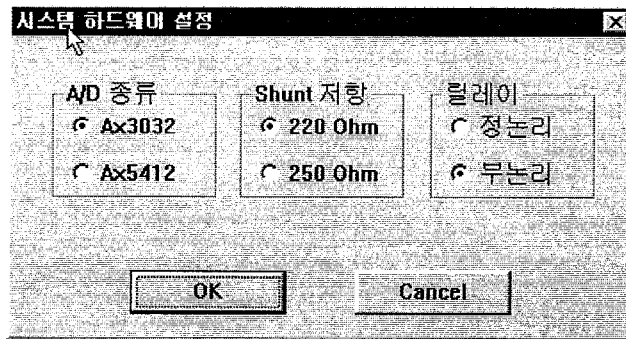 시스템 하드웨어 설정
A/D 종류
Ax3032
Ax5412
Shunt 저항
220 Ohm
250 Ohm
릴레이
정논리
부논리
OK
Cancel